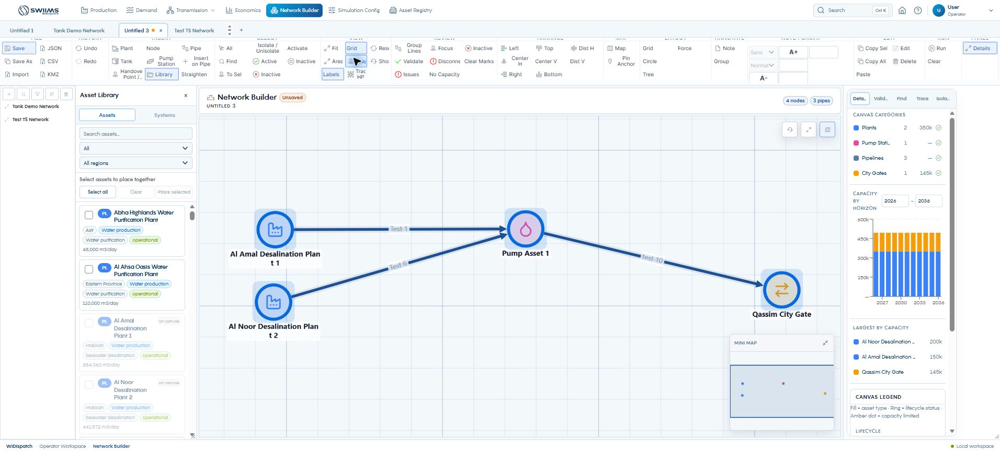 SWIIMS
WIDispatch
Production
Demand
Transmission
Economics
Network Builder
Simulation Config
Asset Registry
Search
Ctrl K
U
User
Operator
Untitled 1
Tank Demo Network
Untitled 3
×
Test TS Network
+
Save
JSON
Save As
CSV
Import
KMZ
Undo
Redo
Plant
Node
Pipe
Tank
Pump
Station
Insert
on Pipe
Handove
Point /..
Library
Straighten
All
Isolate /
Unisolate
Activate
Find
Active
Inactive
To Sel
Inactive
Fit
Grid
Labels
HP
Group
Lines
Focus
Inactive
Validate
Disconne
Clear Marks
Issues
No Capacity
Left
Top
Dist H
Center
H
Center V
Dist V
Right
Bottom
Map
Pin
Anchor
Grid
Force
Circle
Tree
Note
Group
Sans
A+
Normal
A-
Copy Sel
Edit
Copy All
Delete
Paste
Run
Clear
Details
Tank Demo Network
Test TS Network
Asset Library
×
Assets
Systems
Search assets...
All
All regions
Select assets to place together
Select all
Clear
Place selected
PL
Abha Highlands Water
Purification Plant
Asir
Water production
Water purification
operational
48,000 m3/day
PL
Al Ahsa Oasis Water
Purification Plant
Eastern Province
Water production
Water purification
operational
110,000 m3/day
PL
Al Amal
Desalination
Plant 1
on canvas
Makkah
Water production
Seawater desalination
operational
284,360 m3/day
PL
Al Noor
Desalination
Plant 2
on canvas
Makkah
Water production
Seawater desalination
operational
441,572 m3/day
Network Builder
Unsaved
UNTITLED 3
4 nodes
3 pipes
Test 1
Al Amal Desalination Plan
t 1
Pump Asset 1
Test 6
test 10
Al Noor Desalination Plan
t 2
Qassim City Gate
MINI MAP
Deta...
Valid...
Find
Trace
Isola...
CANVAS CATEGORIES
Plants 2 350k
Pump Stati... 1 —
Pipelines 3 —
City Gates 1 145k
CAPACITY
BY
HORIZON
2026 - 2036
600k
450k
300k
150k
—
2027 2030 2033 2036
LARGEST BY CAPACITY
Al Noor Desalination ... 200k
Al Amal Desalination ... 150k
Qassim City Gate 145k
CANVAS LEGEND
Fill = asset type · Ring = lifecycle status ·
Amber dot = capacity limited
LIFECYCLE
WIDispatch · Operator Workspace · Network Builder
Local workspace